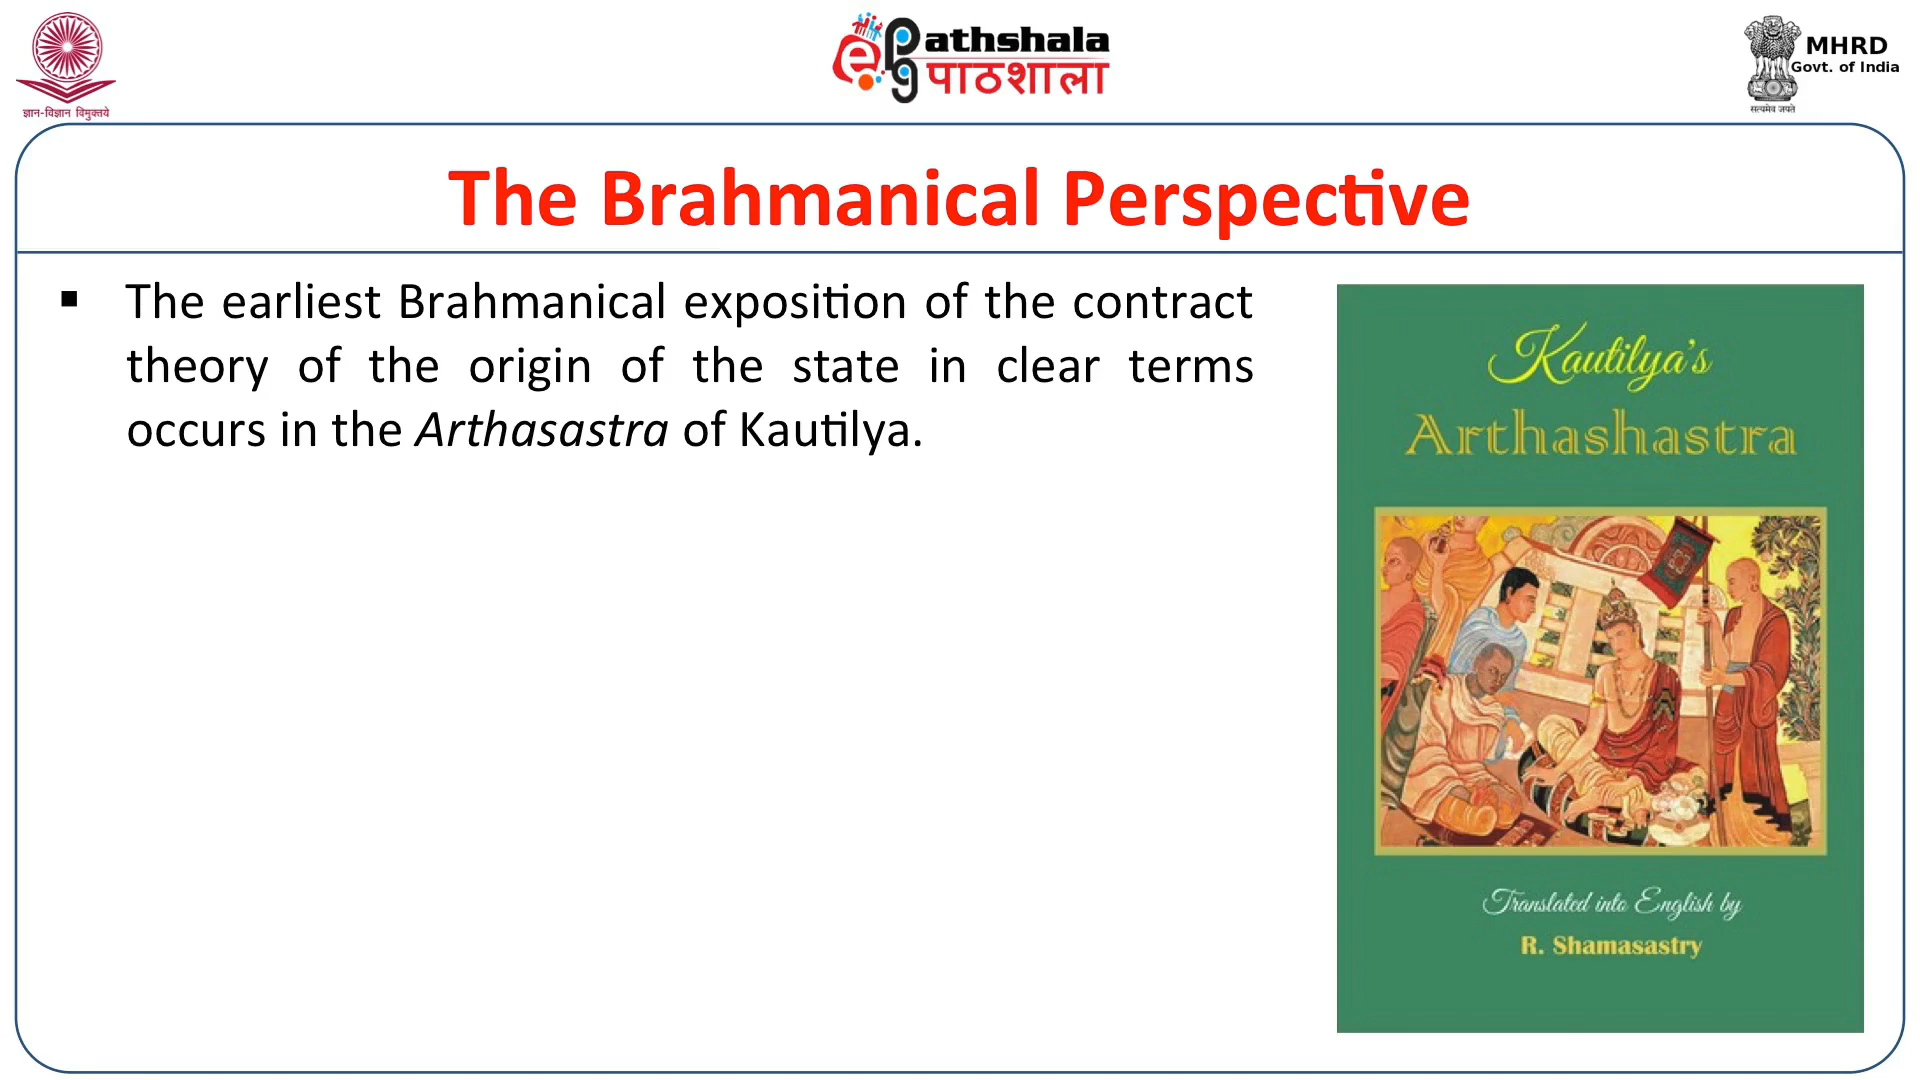 ज्ञान-विज्ञान विमुक्तये
e Pg Pathshala
पाठशाला
MHRD
Govt. of India
सत्यमेव जयते
The Brahmanical Perspective
▪ The earliest Brahmanical exposition of the contract
theory of the origin of the state in clear terms
occurs in the Arthasastra of Kautilya.
Kautilya's
Arthashastra
Translated into English by
R. Shamasastry